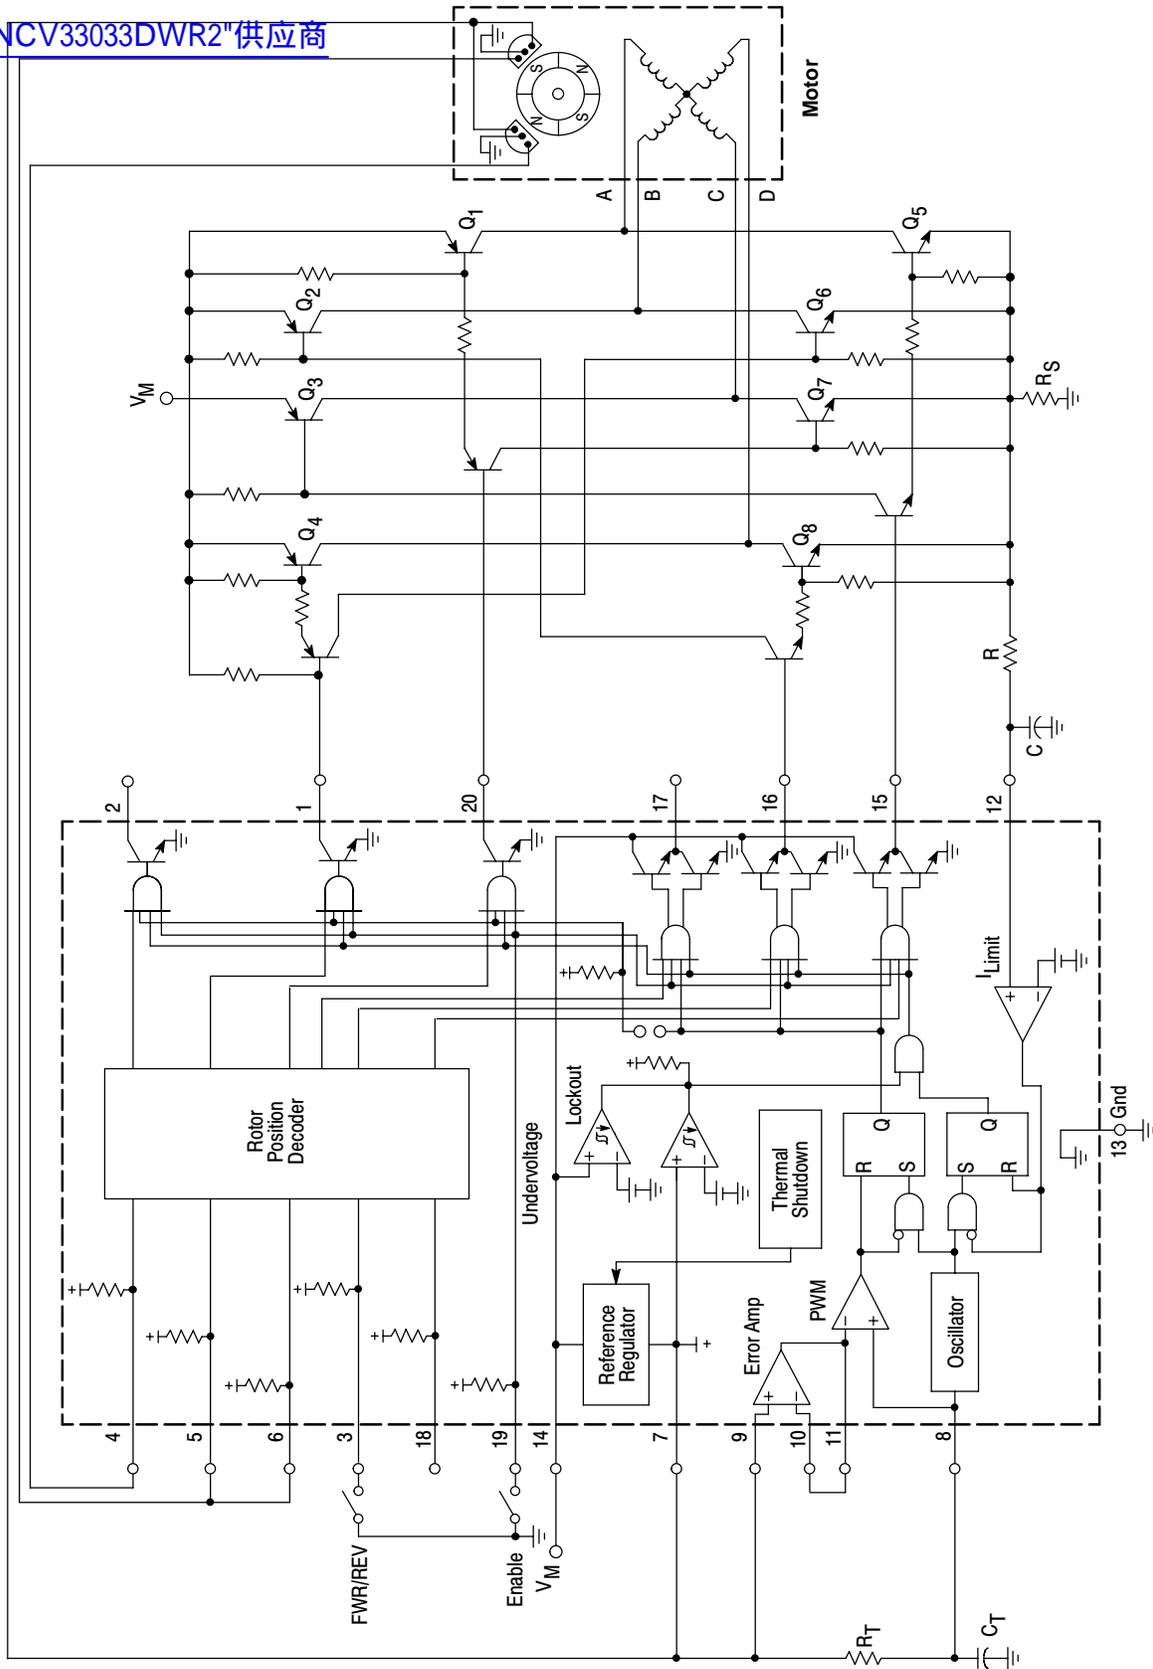 NCV33033DWR2"供应商
Motor
S
N
N
S
A
B
C
D
Q1
Q2
Q3
Q4
Q5
Q6
Q7
Q8
VM
RS
R
C
2
1
20
17
16
15
12
Rotor
Position
Decoder
Undervoltage
Lockout
ILimit
Thermal
Shutdown
Reference
Regulator
Error Amp
PWM
Oscillator
R
S
Q
S
R
Q
13 Gnd
4
5
6
3
18
19
14
7
9
10
11
8
FWR/REV
Enable
VM
RT
CT